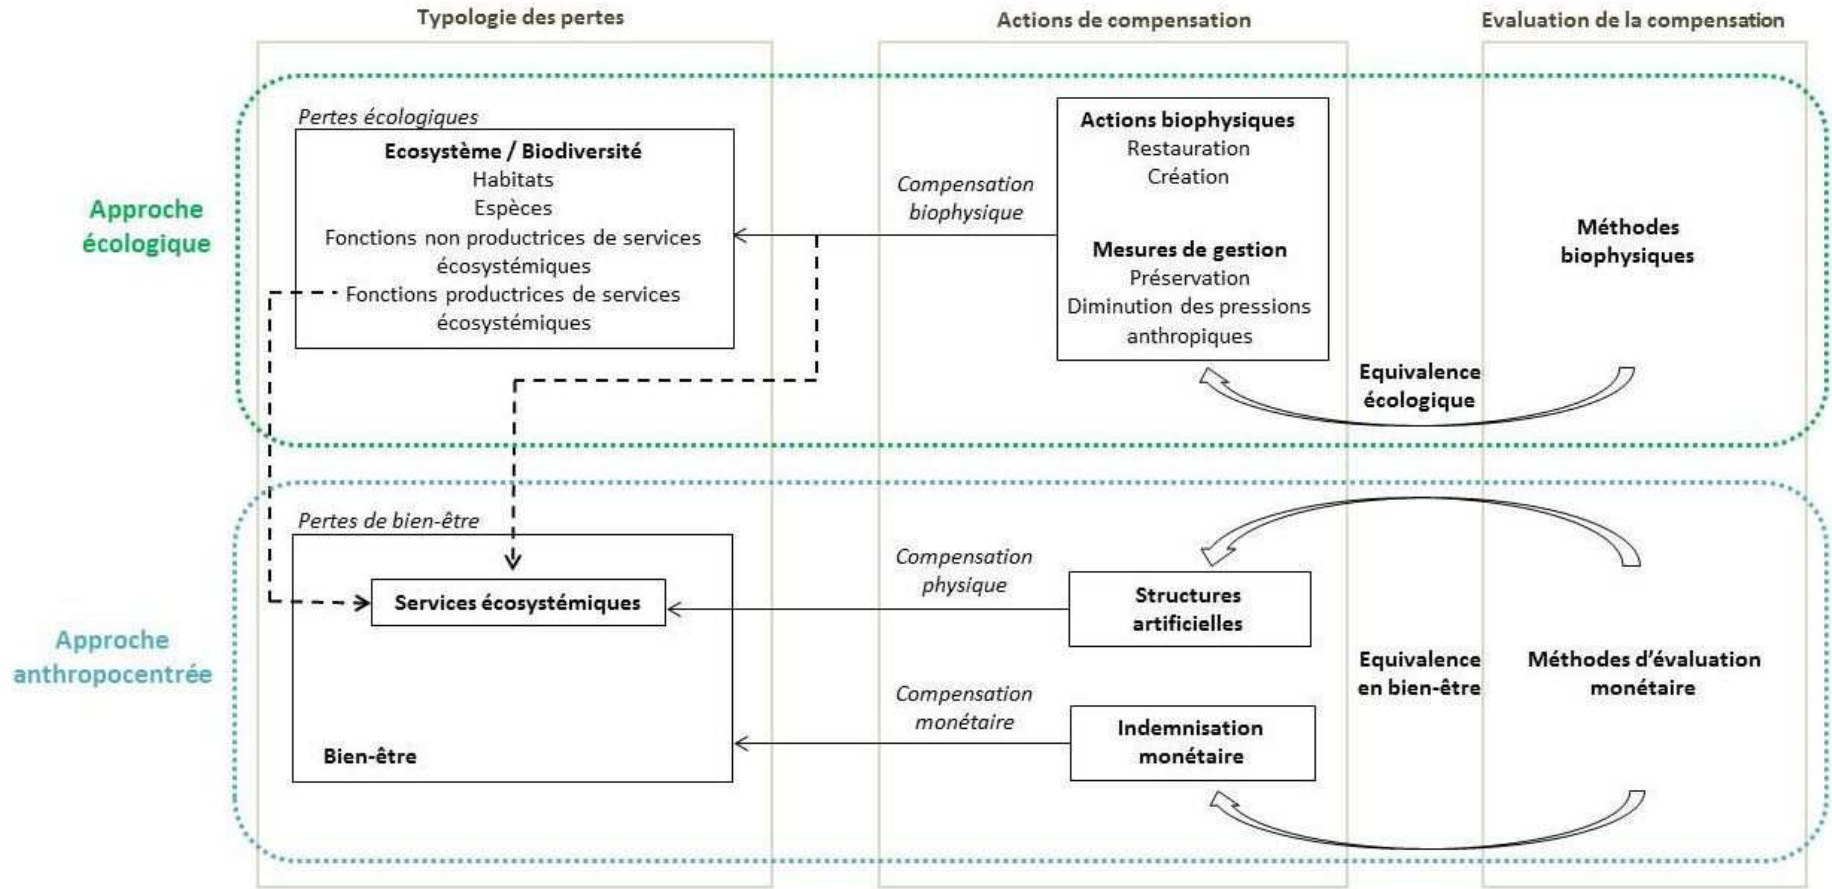 Typologie des pertes
Actions de compensation
Evaluation de la compensation
Approche
écologique
Pertes écologiques
Ecosystème / Biodiversité
Habitats
Espèces
Fonctions non productrices de services
écosystémiques
Fonctions productrices de services
écosystémiques
Compensation
biophysique
Actions biophysiques
Restauration
Création
Mesures de gestion
Préservation
Diminution des pressions
anthropiques
Equivalence
écologique
Méthodes
biophysiques
Approche
anthropocentrée
Pertes de bien-être
Services écosystémiques
Bien-être
Compensation
physique
Structures
artificielles
Compensation
monétaire
Indemnisation
monétaire
Equivalence
en bien-être
Méthodes d'évaluation
monétaire